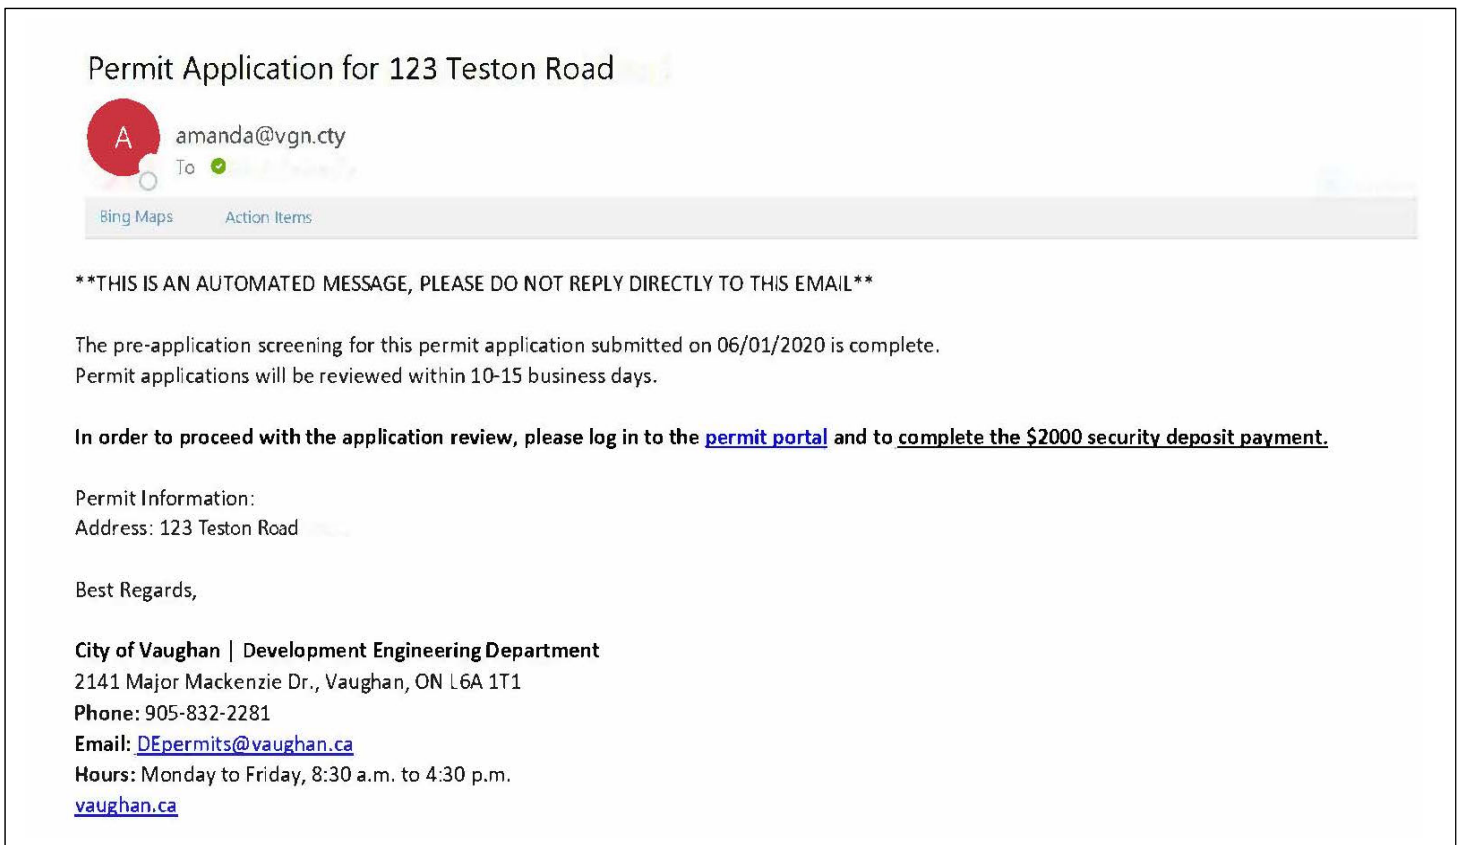 Permit Application for 123 Teston Road
A
amanda@vgn.cty
To
Bing Maps Action Items
**THIS IS AN AUTOMATED MESSAGE, PLEASE DO NOT REPLY DIRECTLY TO THIS EMAIL**
The pre-application screening for this permit application submitted on 06/01/2020 is complete.
Permit applications will be reviewed within 10-15 business days.
In order to proceed with the application review, please log in to the permit portal and to complete the $2000 security deposit payment.
Permit Information:
Address: 123 Teston Road
Best Regards,
City of Vaughan | Development Engineering Department
2141 Major Mackenzie Dr., Vaughan, ON L6A 1T1
Phone: 905-832-2281
Email: DEpermits@vaughan.ca
Hours: Monday to Friday, 8:30 a.m. to 4:30 p.m.
vaughan.ca